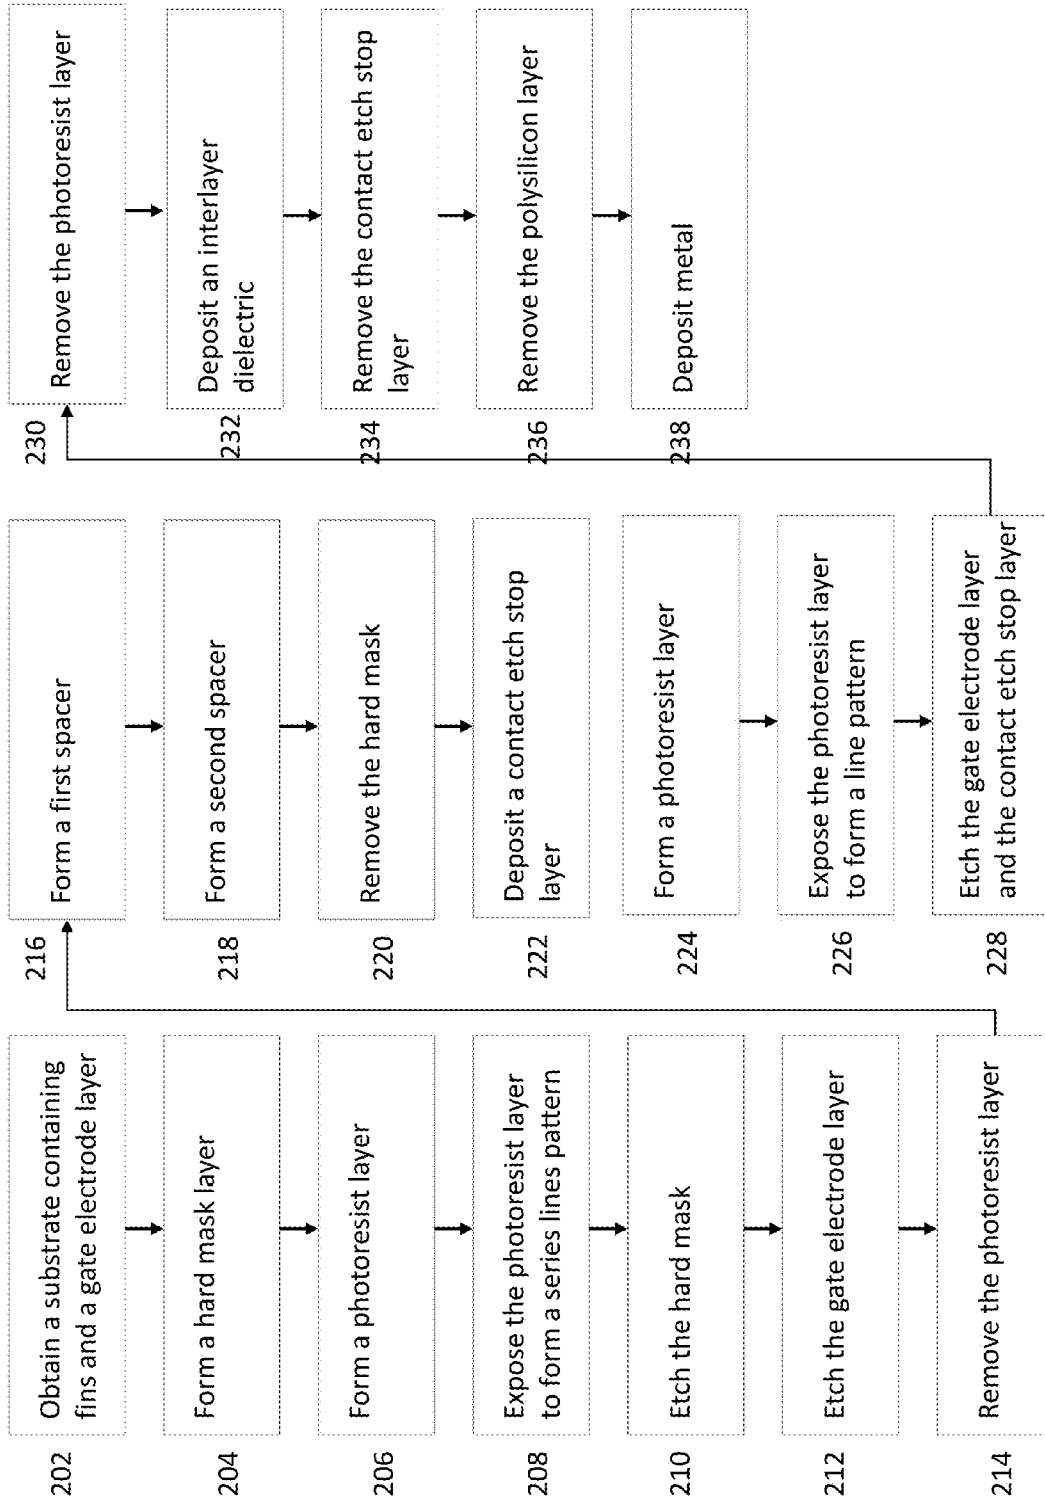 202
Obtain a substrate containing
fins and a gate electrode layer
204
Form a hard mask layer
206
Form a photoresist layer
208
Expose the photoresist layer
to form a series lines pattern
210
Etch the hard mask
212
Etch the gate electrode layer
214
Remove the photoresist layer
216
Form a first spacer
218
Form a second spacer
220
Remove the hard mask
222
Deposit a contact etch stop
layer
224
Form a photoresist layer
226
Expose the photoresist layer
to form a line pattern
228
Etch the gate electrode layer
and the contact etch stop layer
230
Remove the photoresist layer
232
Deposit an interlayer
dielectric
234
Remove the contact etch stop
layer
236
Remove the polysilicon layer
238
Deposit metal